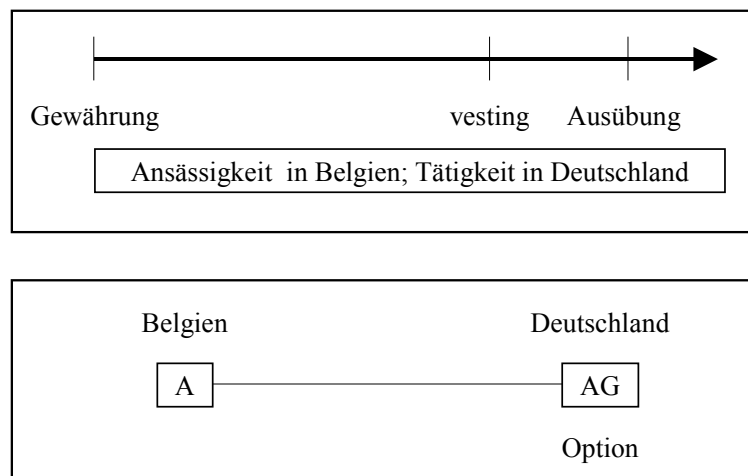 Gewährung vesting Ausübung
Ansässigkeit in Belgien; Tätigkeit in Deutschland
Belgien Deutschland
A AG
Option